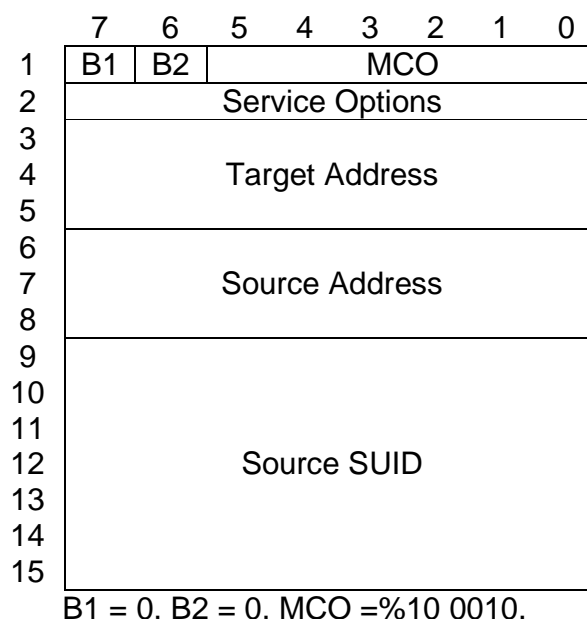 7 6 5 4 3 2 1 0
1 B1 B2 MCO
2 Service Options
3
4 Target Address
5
6
7 Source Address
8
9
10
11
12 Source SUID
13
14
15
B1 = 0, B2 = 0, MCO =%10 0010,